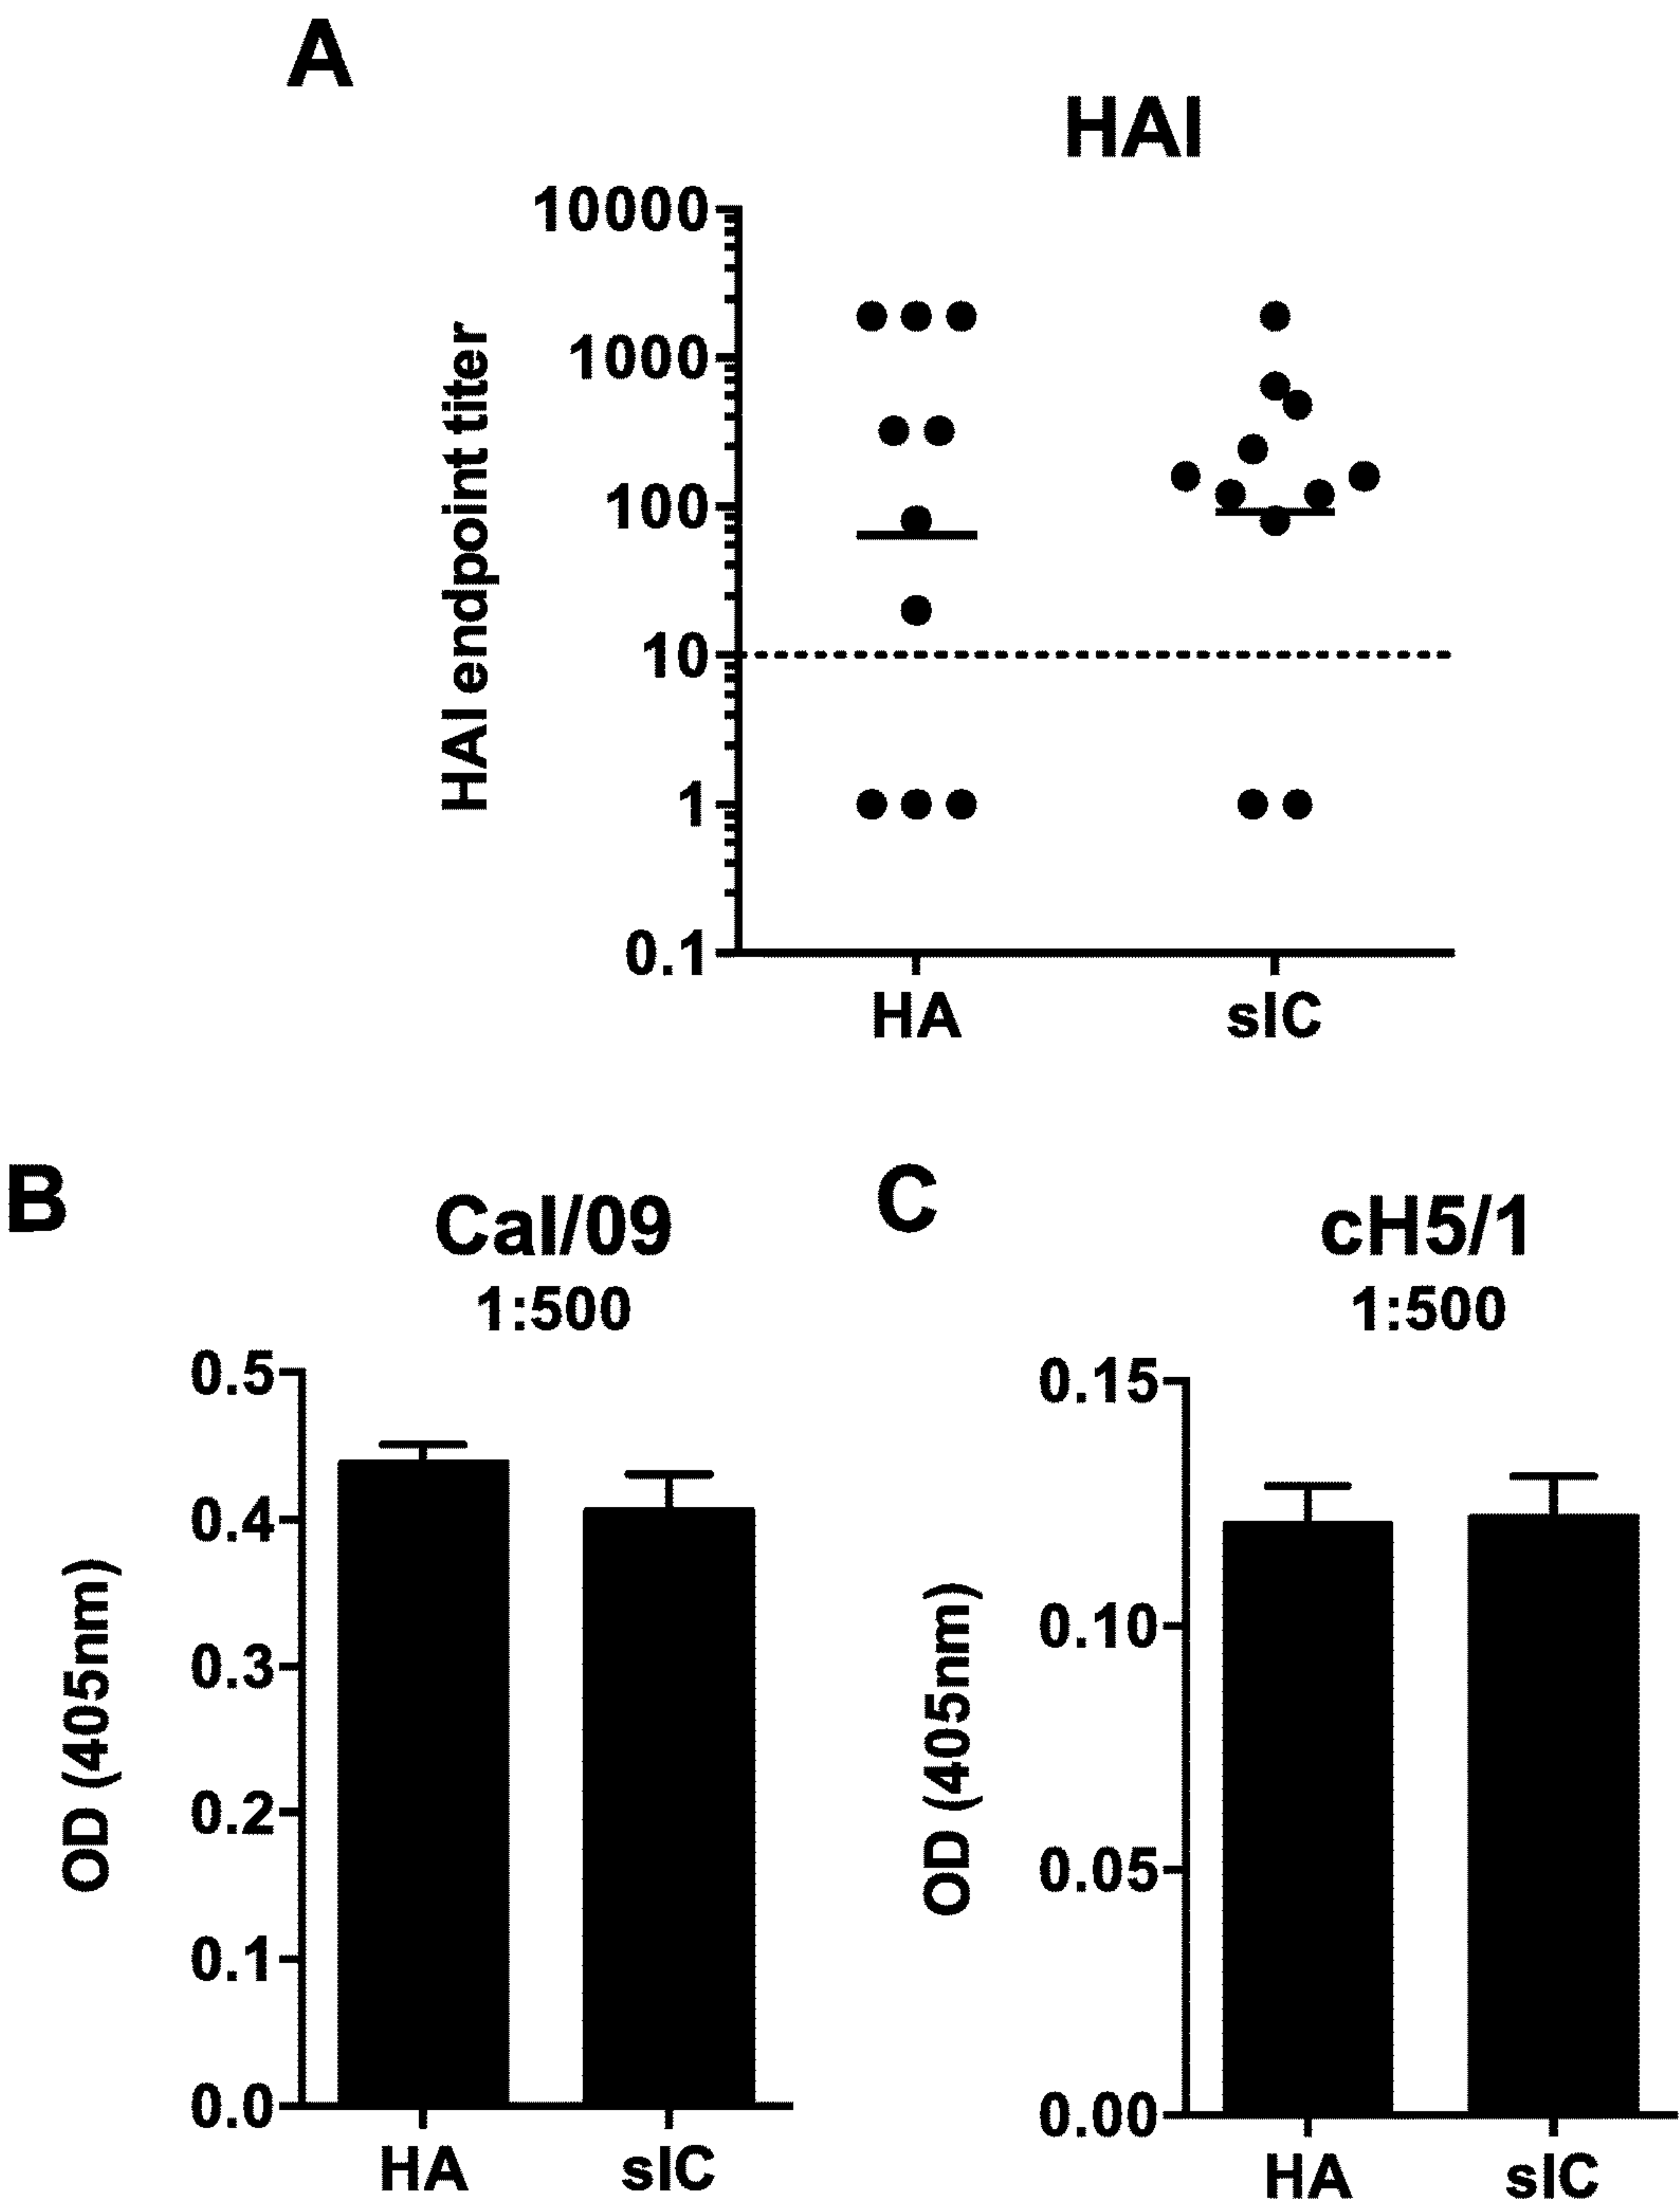 A
HAI
HAI endpoint titer
10000
1000
100
10
1
0.1
HA sIC
B
Cal/09
1:500
OD (405nm)
0.5
0.4
0.3
0.2
0.1
0.0
HA sIC
C
cH5/1
1:500
OD (405nm)
0.15
0.10
0.05
0.00
HA sIC